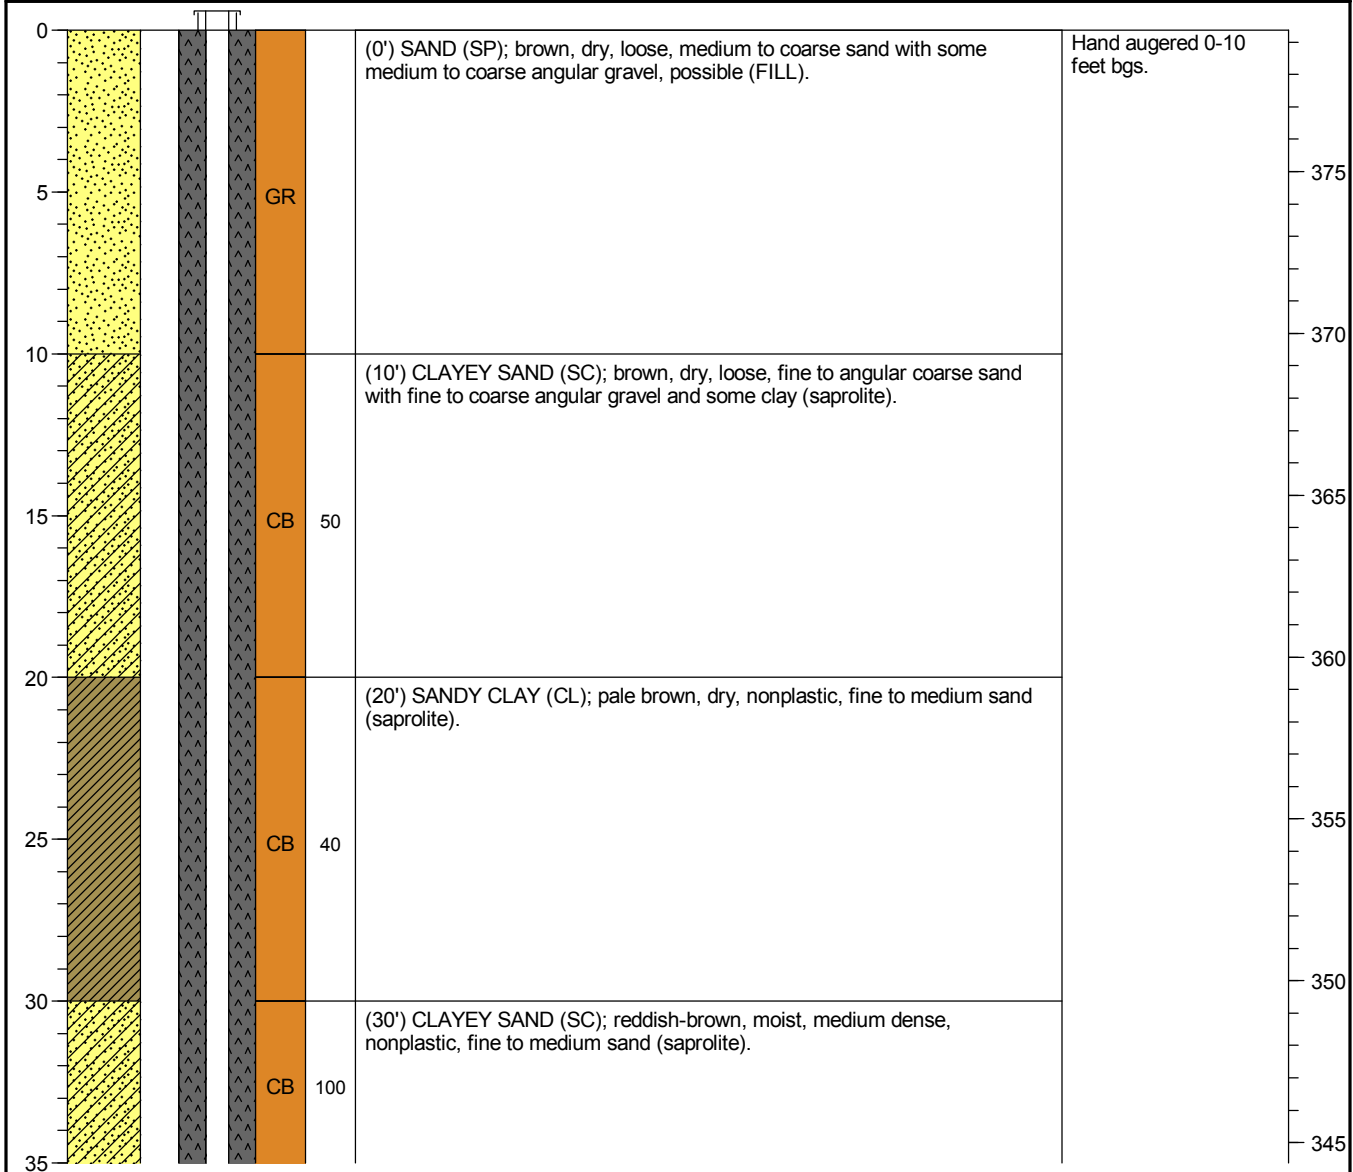 0
(0') SAND (SP); brown, dry, loose, medium to coarse sand with some
medium to coarse angular gravel, possible (FILL).
Hand augered 0-10
feet bgs.
375
5
GR
370
10
(10') CLAYEY SAND (SC); brown, dry, loose, fine to angular coarse sand
with fine to coarse angular gravel and some clay (saprolite).
365
15
CB
50
360
20
(20') SANDY CLAY (CL); pale brown, dry, nonplastic, fine to medium sand
(saprolite).
355
25
CB
40
350
30
(30') CLAYEY SAND (SC); reddish-brown, moist, medium dense,
nonplastic, fine to medium sand (saprolite).
CB
100
345
35